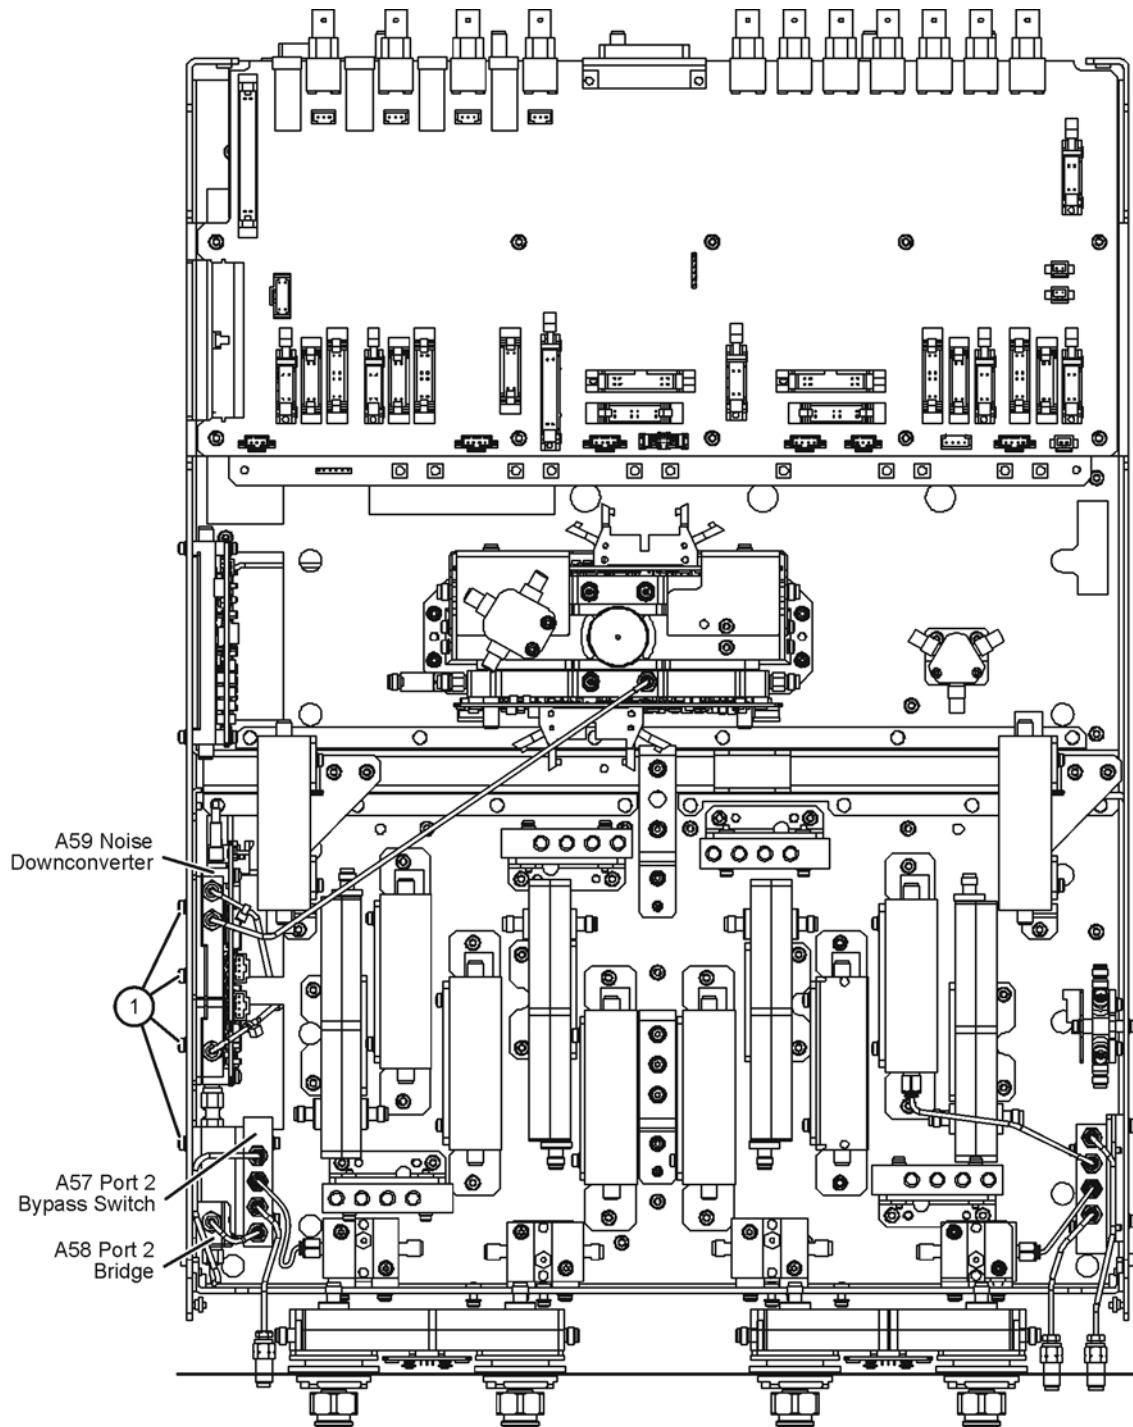 A59 Noise
Downconverter
1
A57 Port 2
Bypass Switch
A58 Port 2
Bridge